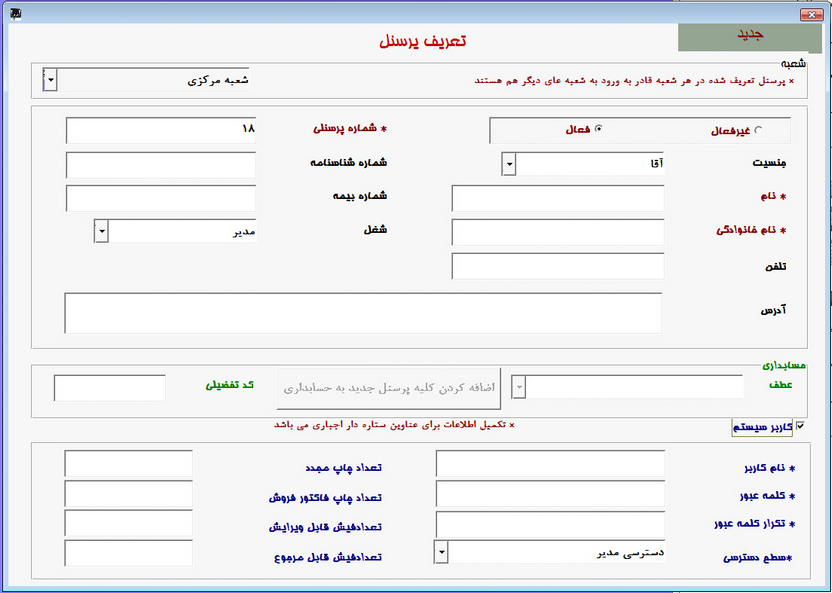 جدید
تعریف پرسنل
شعبه
* پرسنل تعریف شده در هر شعبه قادر به ورود به شعبه های دیگر هم هستند
شعبه مرکزی
غیرفعال
فعال
* شماره پرسنلی
۱۸
جنسیت
آقا
شماره شناسنامه
* نام
شماره بیمه
* نام خانوادگی
شغل
مدیر
تلفن
آدرس
حسابداری
عطف
اضافه کردن کلیه پرسنل جدید به حسابداری
کد تفضیلی
کاربر سیستم
* تکمیل اطلاعات برای عناوین ستاره دار اجباری می باشد
* نام کاربر
تعداد چاپ مجدد
* کلمه عبور
تعداد چاپ فاکتور فروش
* تکرار کلمه عبور
تعدادفیش قابل ویرایش
*سطح دسترسی
دسترسی مدیر
تعدادفیش قابل مرجوع